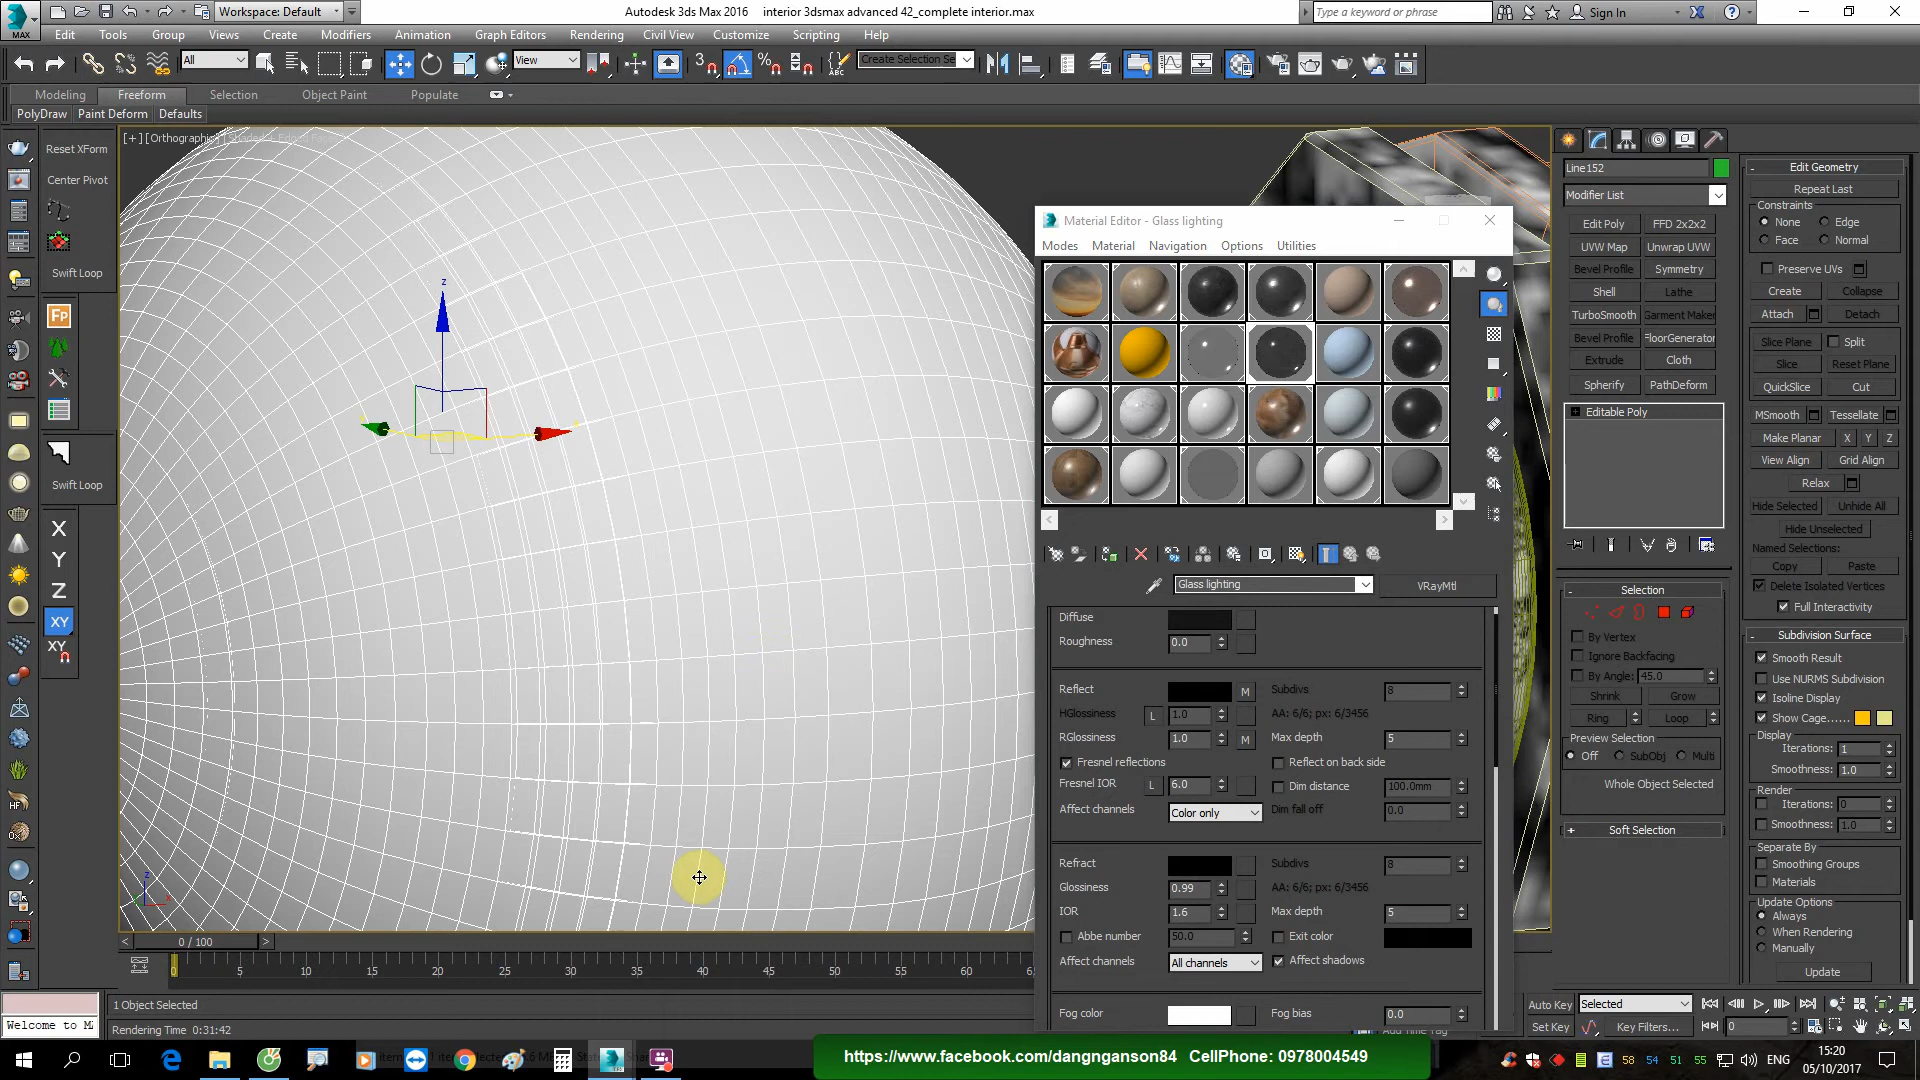 Workspace: Default
Autodesk 3ds Max 2016    interior 3dsmax advanced 42_complete interior.max
Type a keyword or phrase
Sign In
MAX
Edit Tools Group Views Create Modifiers Animation Graph Editors Rendering Civil View Customize Scripting Help
All
View
Create Selection Se
Modeling Freeform Selection Object Paint Populate
PolyDraw Paint Deform Defaults
Reset XForm
Center Pivot
Swift Loop
Swift Loop
X
Y
Z
XY
XY
[+] [Orthographic]
Material Editor - Glass lighting
Modes Material Navigation Options Utilities
Glass lighting
VRayMtl
Diffuse
Roughness 0.0
Reflect M Subdivs 8
HGlossiness L 1.0 AA: 6/6; px: 6/3456
RGlossiness 1.0 M Max depth 5
Fresnel reflections Reflect on back side
Fresnel IOR L 6.0 Dim distance 100.0mm
Affect channels Color only Dim fall off 0.0
Refract Subdivs 8
Glossiness 0.99 AA: 6/6; px: 6/3456
IOR 1.6 Max depth 5
Abbe number 50.0 Exit color
Affect channels All channels Affect shadows
Fog color Fog bias 0.0
Line152
Modifier List
Edit Poly FFD 2x2x2
UVW Map Unwrap UVW
Bevel Profile Symmetry
Shell Lathe
TurboSmooth Garment Maker
Bevel Profile FloorGenerator
Extrude Cloth
Spherify PathDeform
Editable Poly
Selection
By Vertex
Ignore Backfacing
By Angle: 45.0
Shrink Grow
Ring Loop
Preview Selection
Off SubObj Multi
Whole Object Selected
Soft Selection
Edit Geometry
Repeat Last
Constraints
None Edge
Face Normal
Preserve UVs
Create Collapse
Attach Detach
Slice Plane Split
Slice Reset Plane
QuickSlice Cut
MSmooth Tessellate
Make Planar X Y Z
View Align Grid Align
Relax
Hide Selected Unhide All
Hide Unselected
Named Selections:
Copy Paste
Delete Isolated Vertices
Full Interactivity
Subdivision Surface
Smooth Result
Use NURMS Subdivision
Isoline Display
Show Cage......
Display
Iterations: 1
Smoothness: 1.0
Render
Iterations: 0
Smoothness: 1.0
Separate By
Smoothing Groups
Materials
Update Options
Always
When Rendering
Manually
Update
0 / 100
0 5 10 15 20 25 30 35 40 45 50 55 60
1 Object Selected
Welcome to M
Rendering Time 0:31:42
Auto Key Selected
Set Key Key Filters... 0
https://www.facebook.com/dangnganson84 CellPhone: 0978004549
58 54 51 55 ENG
15:20
05/10/2017